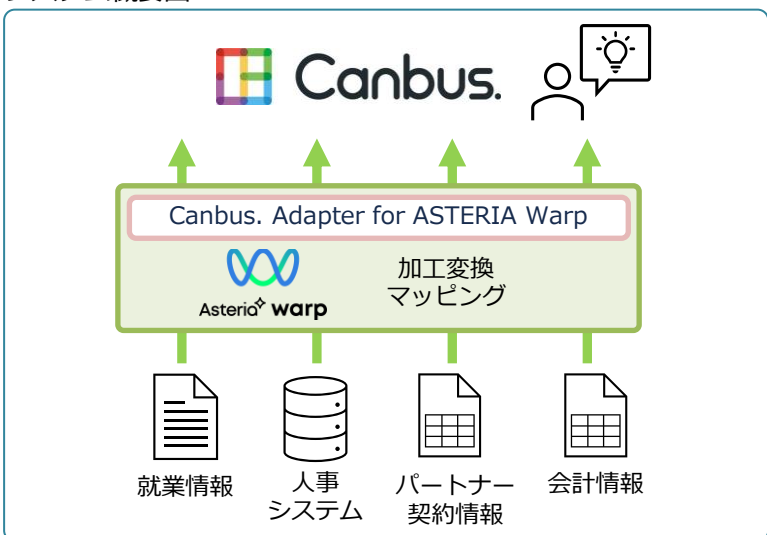 Canbus.
Canbus. Adapter for ASTERIA Warp
Asteria warp
加工変換
マッピング
就業情報
人事
システム
パートナー
契約情報
会計情報